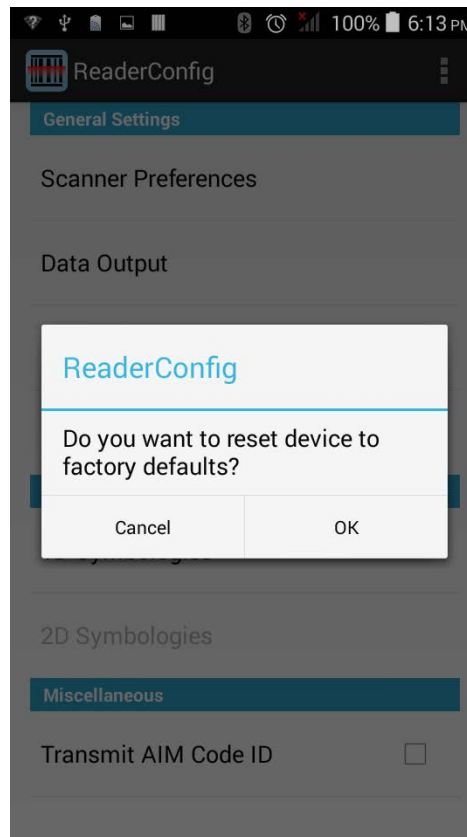 100% 6:13 PM
ReaderConfig
General Settings
Scanner Preferences
Data Output
ReaderConfig
Do you want to reset device to
factory defaults?
Cancel OK
2D Symbologies
Miscellaneous
Transmit AIM Code ID